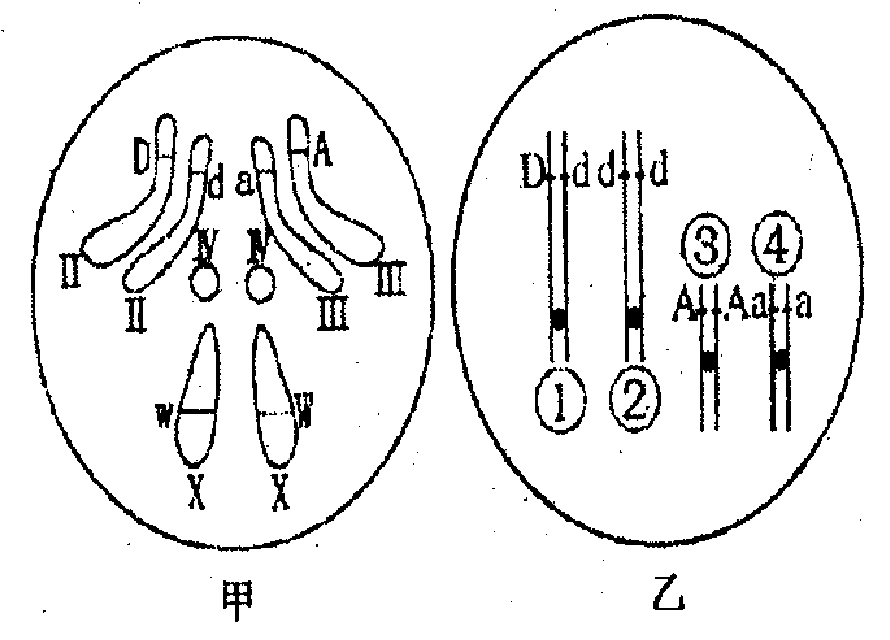 D d a A
II IV IV III
II III
w W
X X
甲
D d d d
③ ④
A A a a
① ②
乙